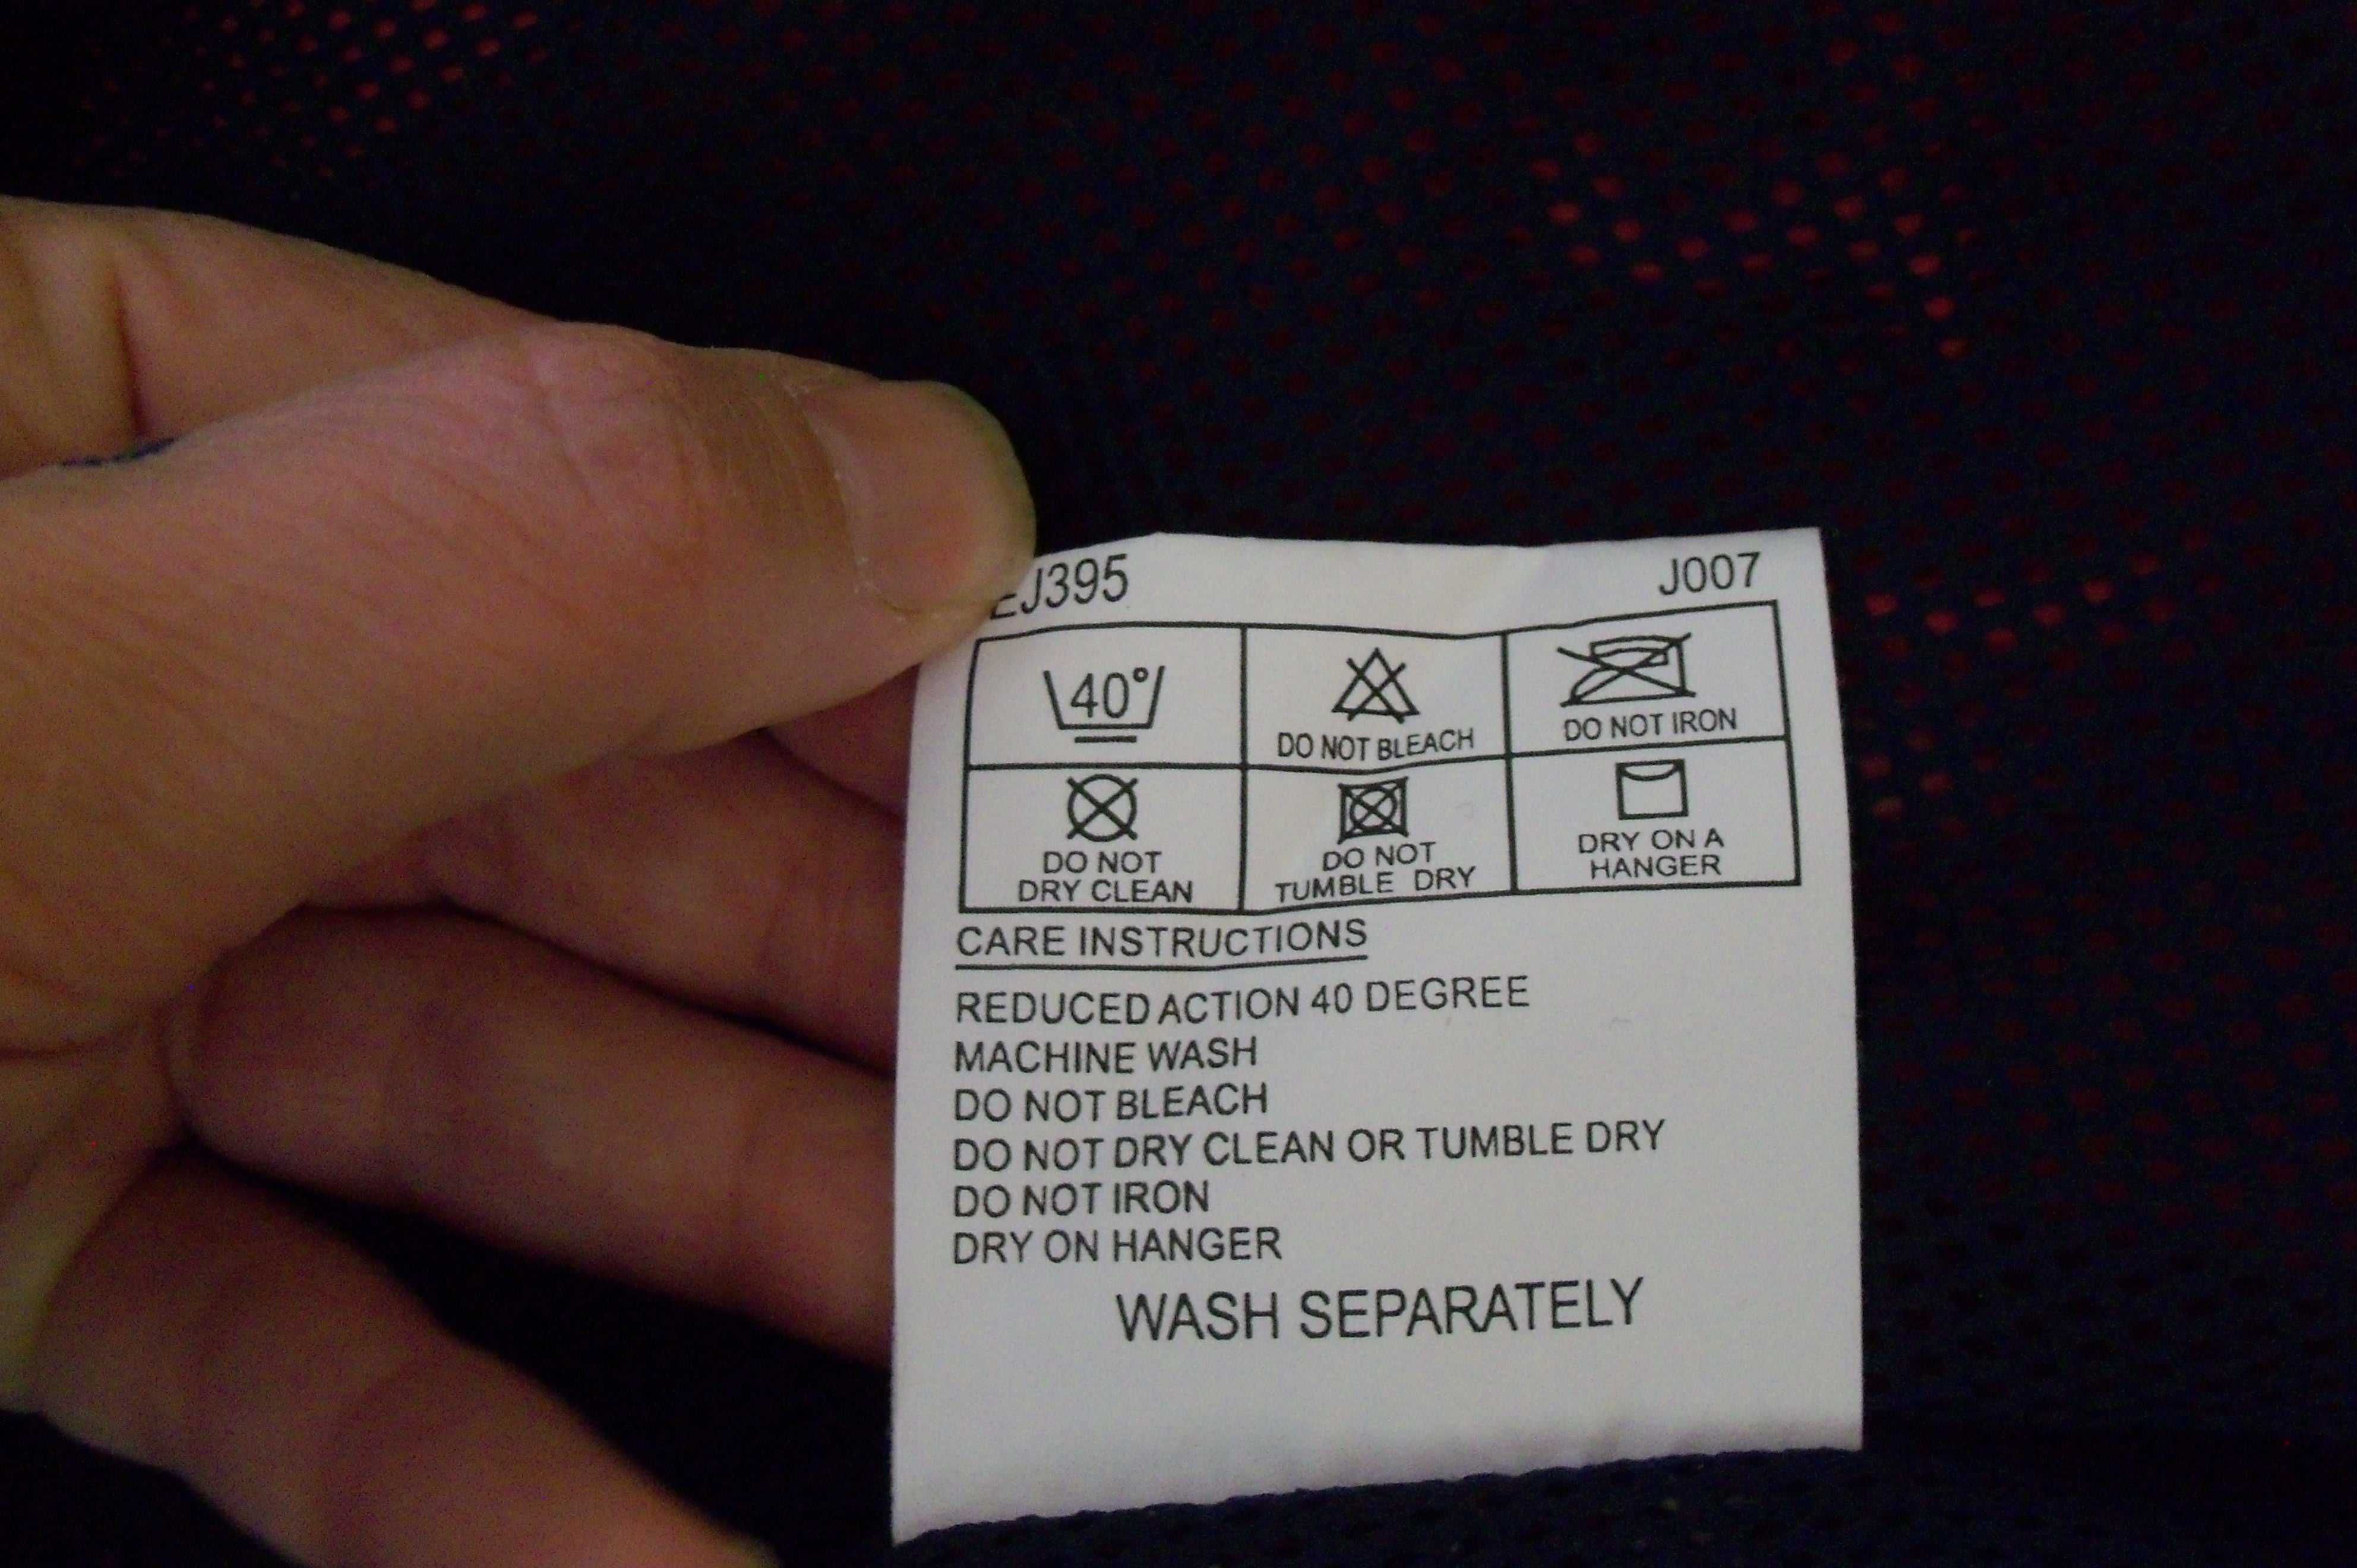 J395 J007
40°
DO NOT BLEACH
DO NOT IRON
DO NOT
DRY CLEAN
DO NOT
TUMBLE DRY
DRY ON A
HANGER
CARE INSTRUCTIONS
REDUCED ACTION 40 DEGREE
MACHINE WASH
DO NOT BLEACH
DO NOT DRY CLEAN OR TUMBLE DRY
DO NOT IRON
DRY ON HANGER
WASH SEPARATELY